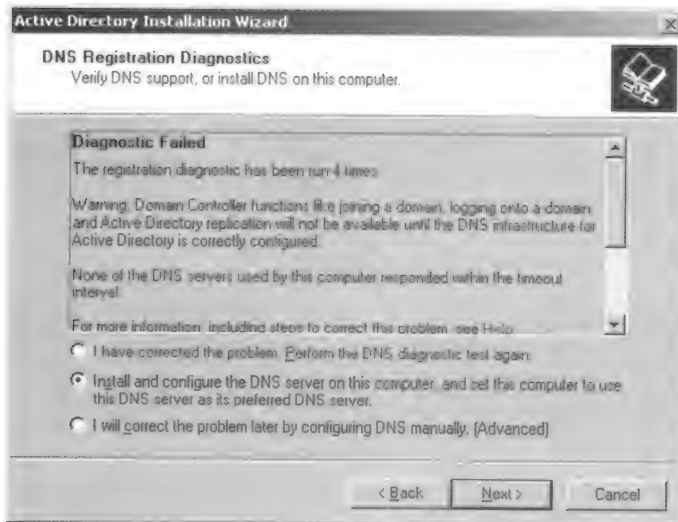 Active Directory Installation Wizard
DNS Registration Diagnostics
Verify DNS support, or install DNS on this computer.
Diagnostic Failed
The registration diagnostic has been run 4 times
Warning: Domain Controller functions like joining a domain, logging onto a domain
and Active Directory replication will not be available until the DNS infrastructure for
Active Directory is correctly configured.
None of the DNS servers used by this computer responded within the timeout
interval
For more information, including steps to correct this problem, see Help.
I have corrected the problem. Perform the DNS diagnostic test again.
Install and configure the DNS server on this computer, and set this computer to use
this DNS server as its preferred DNS server.
I will correct the problem later by configuring DNS manually. (Advanced)
< Back
Next >
Cancel